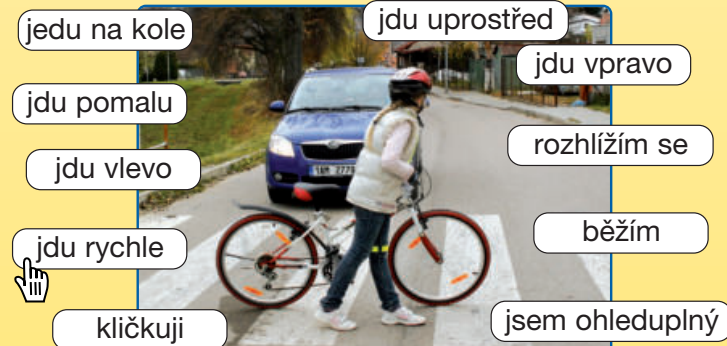 jedu na kole
jdu uprostřed
jdu vpravo
jdu pomalu
rozhlížím se
jdu vlevo
běžím
jdu rychle
jsem ohleduplný
kličkuji